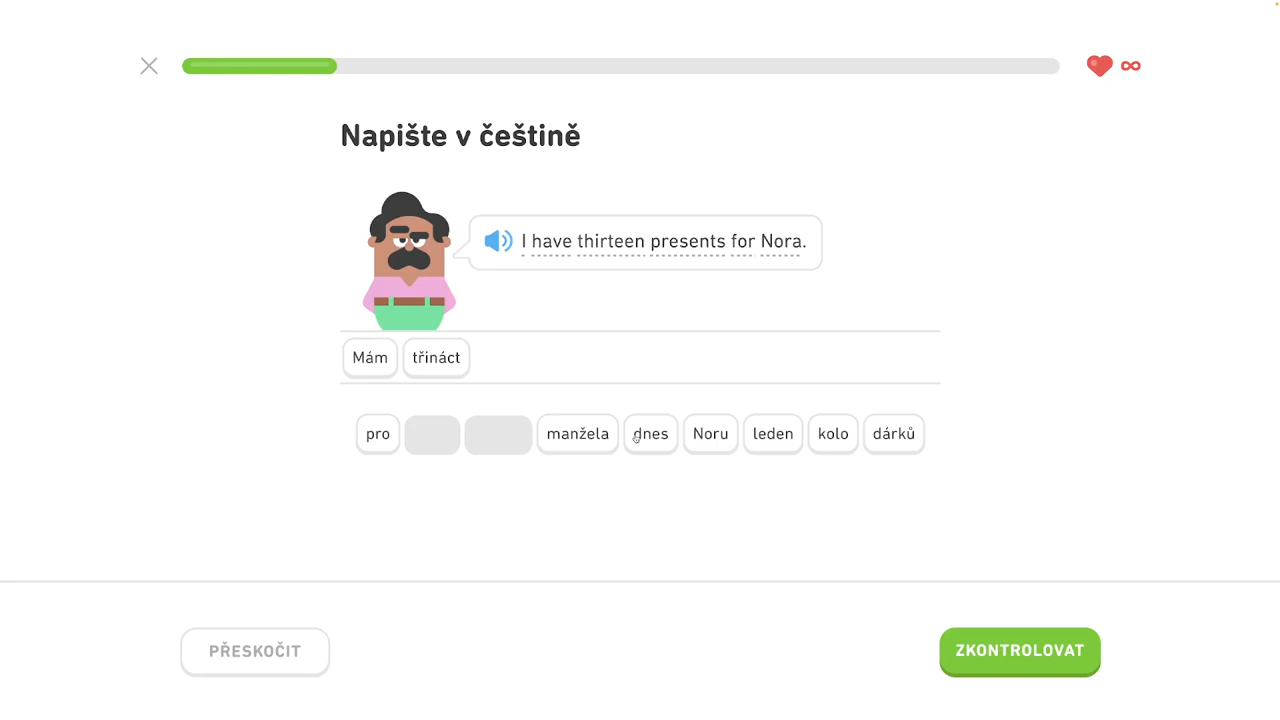 Napište v češtině
I have thirteen presents for Nora.
Mám třináct
pro manžela dnes Noru leden kolo dárků
PŘESKOČIT ZKONTROLOVAT